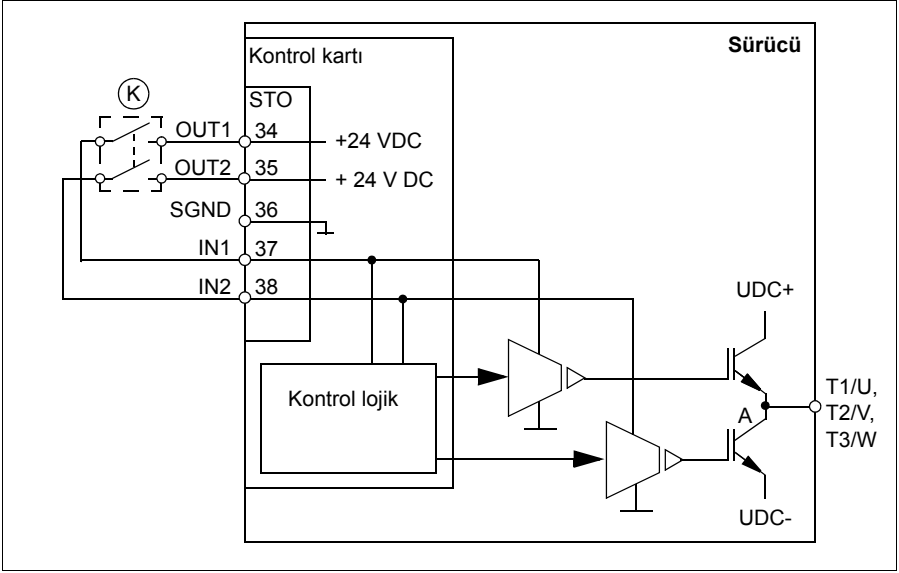 Sürücü
Kontrol kartı
K
STO
OUT1 34 +24 VDC
OUT2 35 + 24 V DC
SGND 36
IN1 37
IN2 38
UDC+
Kontrol lojik
A
T1/U,
T2/V,
T3/W
UDC-